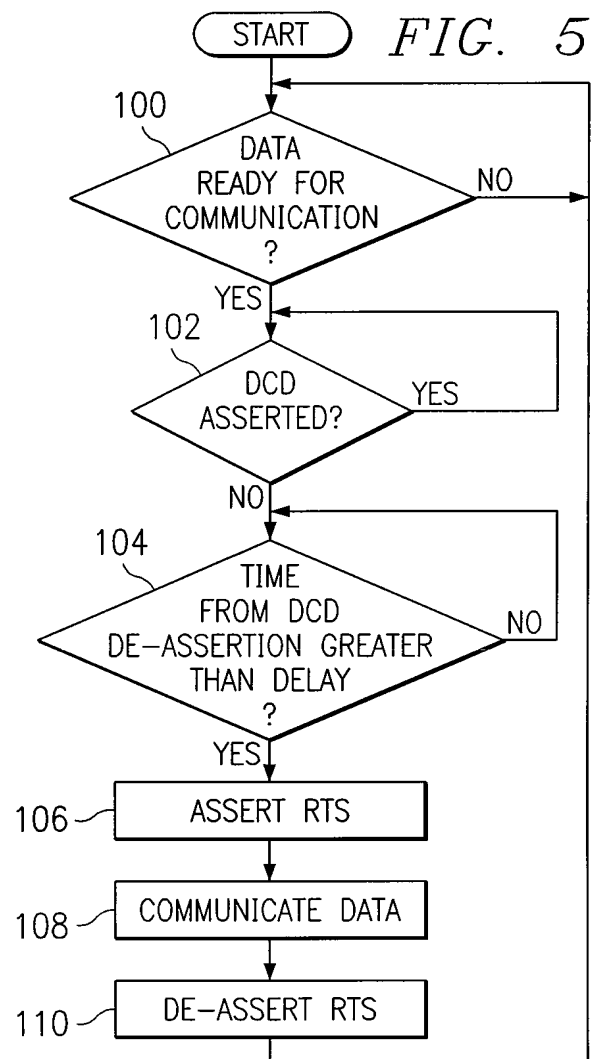 START
FIG. 5
100
DATA
READY FOR
COMMUNICATION
?
NO
YES
102
DCD
ASSERTED?
YES
NO
104
TIME
FROM DCD
DE-ASSERTION GREATER
THAN DELAY
?
NO
YES
106
ASSERT RTS
108
COMMUNICATE DATA
110
DE-ASSERT RTS